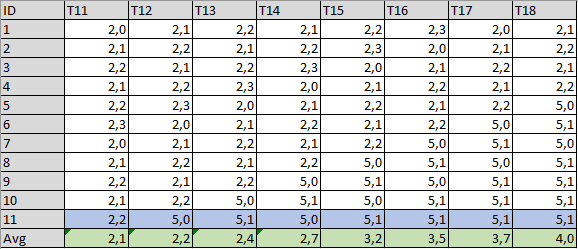 ID T11 T12 T13 T14 T15 T16 T17 T18
1 2,0 2,1 2,2 2,1 2,2 2,3 2,0 2,1
2 2,1 2,2 2,1 2,2 2,3 2,0 2,1 2,2
3 2,2 2,1 2,2 2,3 2,0 2,1 2,2 2,1
4 2,1 2,2 2,3 2,0 2,1 2,2 2,1 2,2
5 2,2 2,3 2,0 2,1 2,2 2,1 2,2 5,0
6 2,3 2,0 2,1 2,2 2,1 2,2 5,0 5,1
7 2,0 2,1 2,2 2,1 2,2 5,0 5,1 5,0
8 2,1 2,2 2,1 2,2 5,0 5,1 5,0 5,1
9 2,2 2,1 2,2 5,0 5,1 5,0 5,1 5,1
10 2,1 2,2 5,0 5,1 5,0 5,1 5,1 5,1
11 2,2 5,0 5,1 5,0 5,1 5,1 5,1 5,1
Avg 2,1 2,2 2,4 2,7 3,2 3,5 3,7 4,0